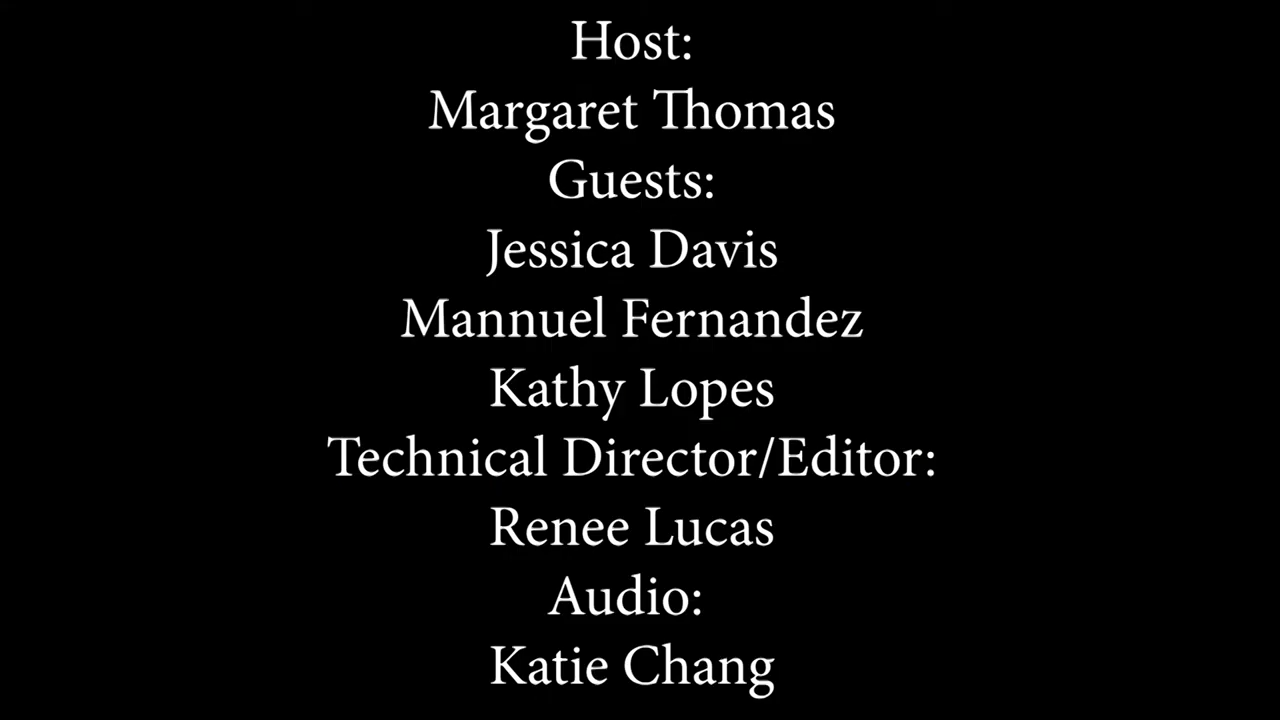 Host:
Margaret Thomas
Guests:
Jessica Davis
Mannuel Fernandez
Kathy Lopes
Technical Director/Editor:
Renee Lucas
Audio:
Katie Chang